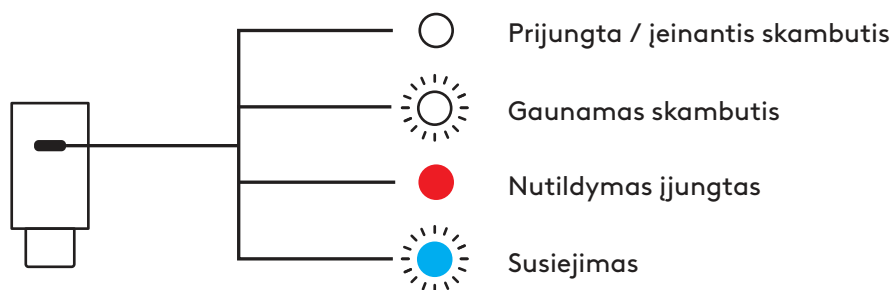 Prijungta / įeinantis skambutis
Gaunamas skambutis
Nutildymas įjungtas
Susiejimas